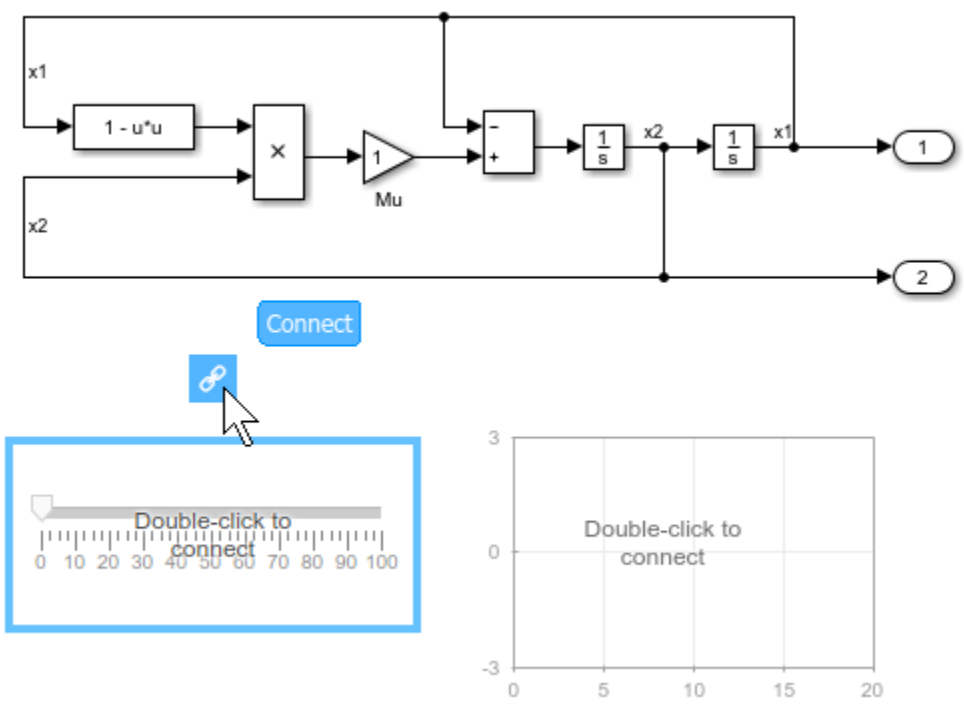 x1
1 - u*u
×
1
Mu
−
+
1
s
x2
1
s
x1
1
x2
2
Connect
Double-click to
connect
0 10 20 30 40 50 60 70 80 90 100
3
0
-3
Double-click to
connect
0 5 10 15 20